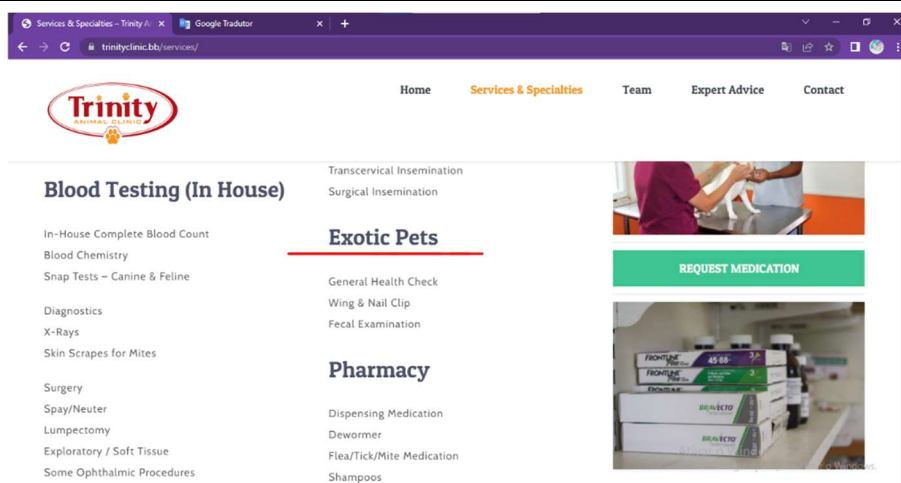 Services & Specialties – Trinity A
Google Tradutor
trinityclinic.bb/services/
Trinity
ANIMAL CLINIC
Home
Services & Specialties
Team
Expert Advice
Contact
Blood Testing (In House)
In-House Complete Blood Count
Blood Chemistry
Snap Tests – Canine & Feline
Diagnostics
X-Rays
Skin Scrapes for Mites
Surgery
Spay/Neuter
Lumpectomy
Exploratory / Soft Tissue
Some Ophthalmic Procedures
Transcervical Insemination
Surgical Insemination
Exotic Pets
General Health Check
Wing & Nail Clip
Fecal Examination
Pharmacy
Dispensing Medication
Dewormer
Flea/Tick/Mite Medication
Shampoos
REQUEST MEDICATION
FRONTLINE
45-88
FRONTLINE
FRONTLINE
BRAVECTO
BRAVECTO
Windows.